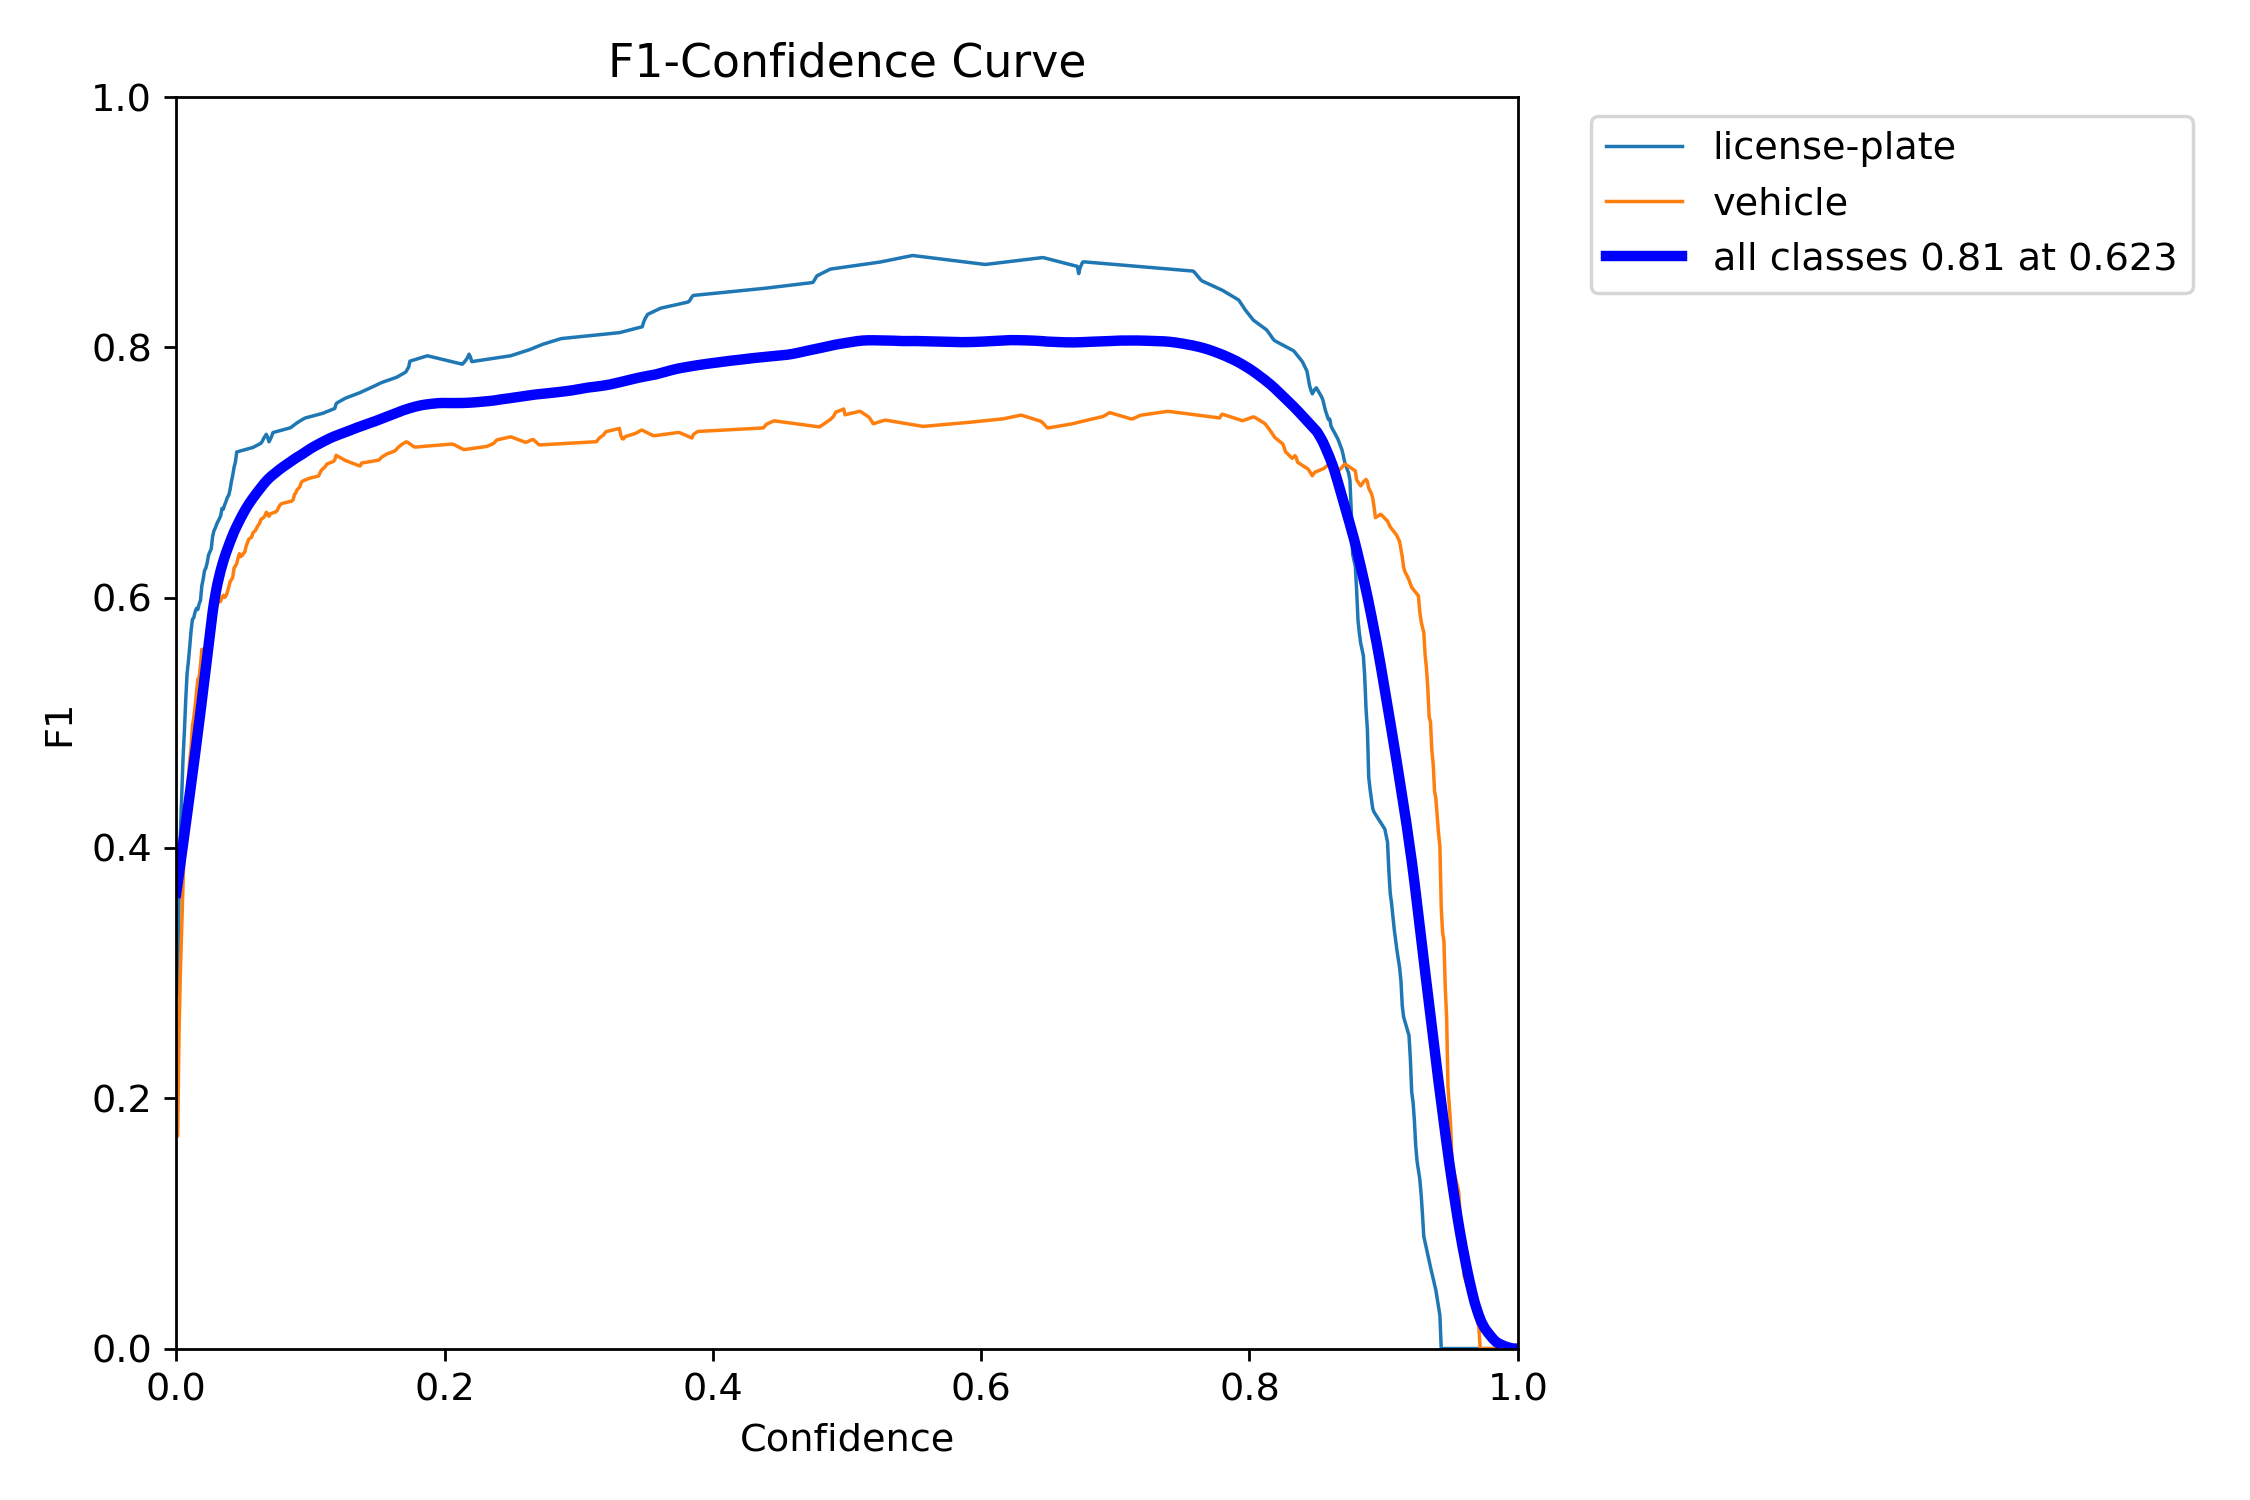 F1-Confidence Curve
1.0
0.8
0.6
0.4
0.2
0.0
F1
0.0 0.2 0.4 0.6 0.8 1.0
Confidence
license-plate
vehicle
all classes 0.81 at 0.623